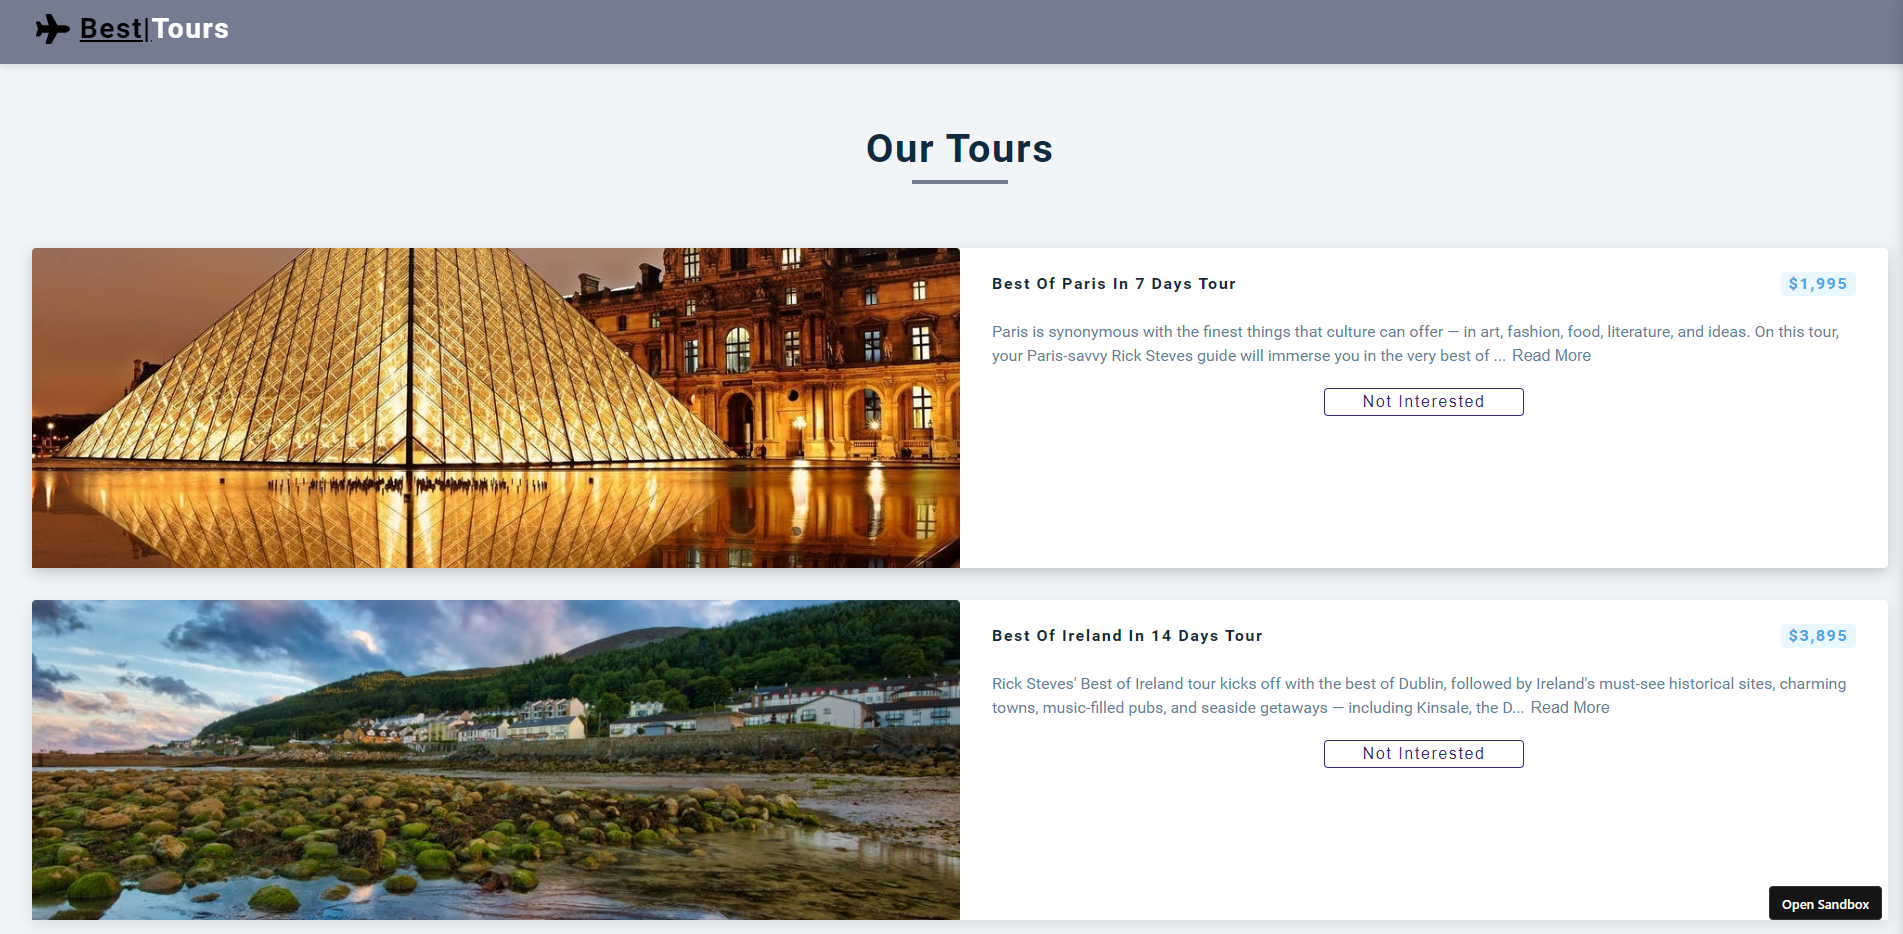 Best|Tours
Our Tours
Best Of Paris In 7 Days Tour
$1,995
Paris is synonymous with the finest things that culture can offer — in art, fashion, food, literature, and ideas. On this tour,
your Paris-savvy Rick Steves guide will immerse you in the very best of ... Read More
Not Interested
Best Of Ireland In 14 Days Tour
$3,895
Rick Steves' Best of Ireland tour kicks off with the best of Dublin, followed by Ireland's must-see historical sites, charming
towns, music-filled pubs, and seaside getaways — including Kinsale, the D... Read More
Not Interested
Open Sandbox